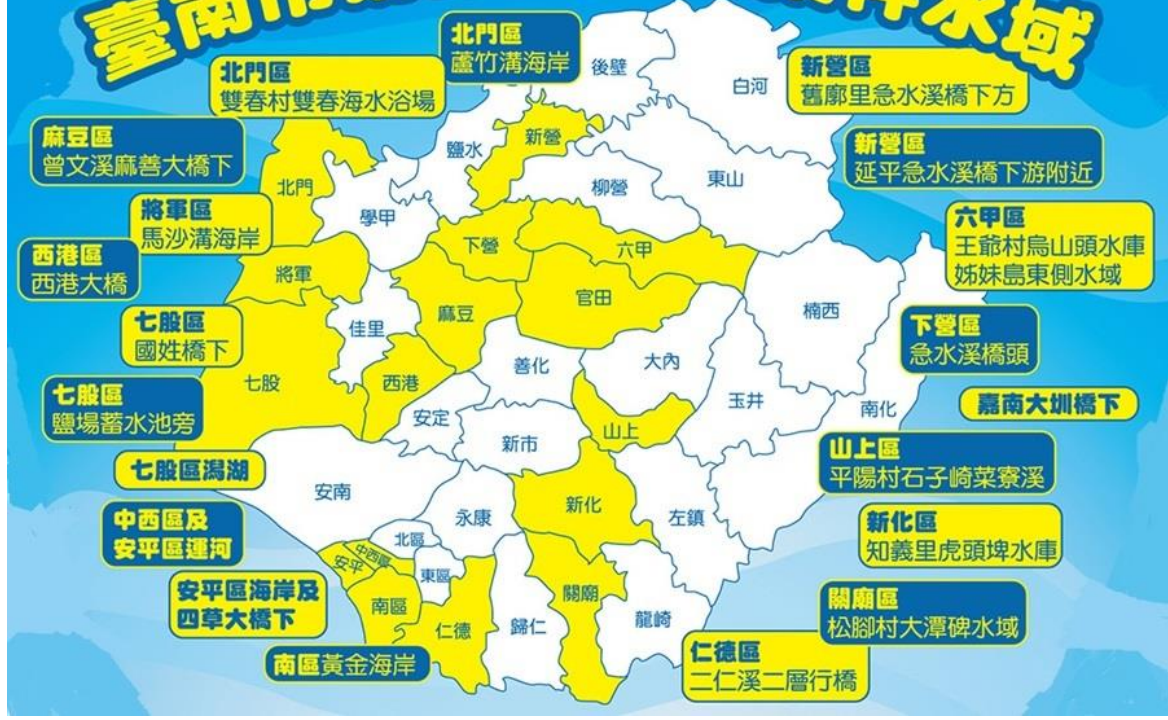 臺南市
水域
北門區
蘆竹溝海岸
北門區
雙春村雙春海水浴場
新營區
舊廓里急水溪橋下方
麻豆區
曾文溪麻善大橋下
新營區
延平急水溪橋下游附近
將軍區
馬沙溝海岸
六甲區
王爺村烏山頭水庫
姊妹島東側水域
西港區
西港大橋
七股區
國姓橋下
下營區
急水溪橋頭
七股區
鹽場蓄水池旁
嘉南大圳橋下
七股區潟湖
山上區
平陽村石子崎菜寮溪
中西區及
安平區運河
新化區
知義里虎頭埤水庫
安平區海岸及
四草大橋下
關廟區
松腳村大潭碑水域
南區黃金海岸
仁德區
二仁溪二層行橋
後壁
白河
新營
鹽水
北門
柳營
東山
學甲
下營
六甲
將軍
官田
麻豆
楠西
佳里
善化
大內
七股
西港
安定
玉井
南化
山上
新市
安南
永康
新化
左鎮
北區
中西區
安平
東區
南區
仁德
歸仁
關廟
龍崎